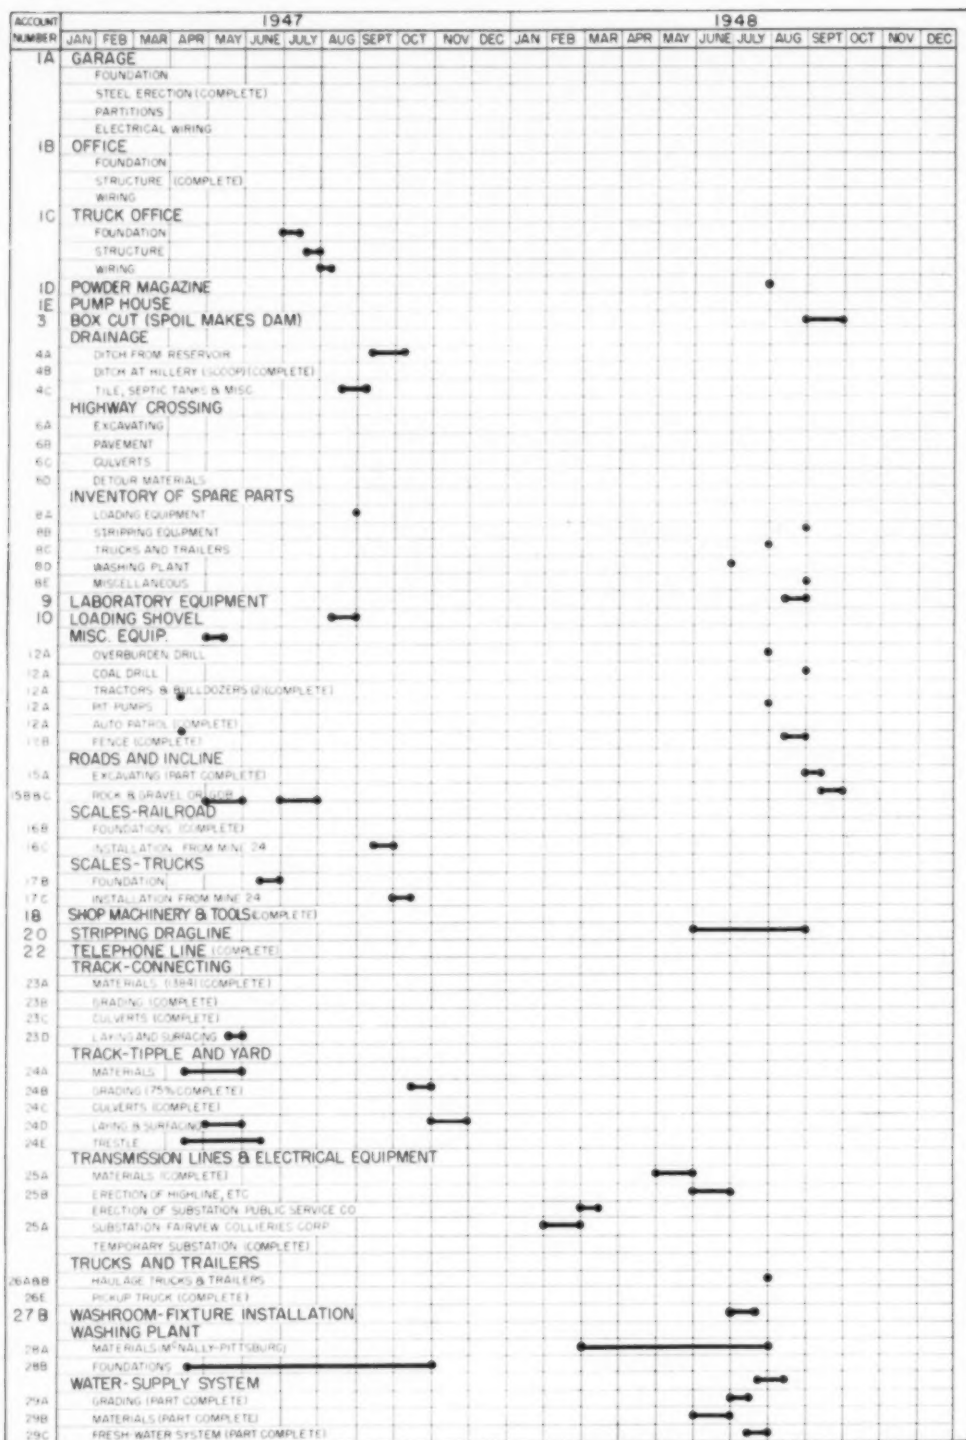 ACCOUNT NUMBER 1947 1948
JAN FEB MAR APR MAY JUNE JULY AUG SEPT OCT NOV DEC JAN FEB MAR APR MAY JUNE JULY AUG SEPT OCT NOV DEC
1A GARAGE
FOUNDATION
STEEL ERECTION (COMPLETE)
PARTITIONS
ELECTRICAL WIRING
1B OFFICE
FOUNDATION
STRUCTURE (COMPLETE)
WIRING
1C TRUCK OFFICE
FOUNDATION
STRUCTURE
WIRING
1D POWDER MAGAZINE
1E PUMP HOUSE
3 BOX CUT (SPOIL MAKES DAM)
DRAINAGE
4A DITCH FROM RESERVOIR
4B DITCH AT HILLERY (SCOOP) (COMPLETE)
4C TILE, SEPTIC TANKS & MISC.
HIGHWAY CROSSING
6A EXCAVATING
6B PAVEMENT
6C CULVERTS
6D DETOUR MATERIALS
INVENTORY OF SPARE PARTS
8A LOADING EQUIPMENT
8B STRIPPING EQUIPMENT
8C TRUCKS AND TRAILERS
8D WASHING PLANT
8E MISCELLANEOUS
9 LABORATORY EQUIPMENT
10 LOADING SHOVEL
MISC. EQUIP.
12A OVERBURDEN DRILL
12A COAL DRILL
12A TRACTORS & BULLDOZERS (2) (COMPLETE)
12A PIT PUMPS
12A AUTO PATROL (COMPLETE)
12B FENCE (COMPLETE)
ROADS AND INCLINE
15A EXCAVATING (PART COMPLETE)
15B&C ROCK & GRAVEL OR GOB
SCALES-RAILROAD
16B FOUNDATIONS (COMPLETE)
16C INSTALLATION FROM MINE 24
SCALES-TRUCKS
17B FOUNDATION
17C INSTALLATION FROM MINE 24
18 SHOP MACHINERY & TOOLS (COMPLETE)
20 STRIPPING DRAGLINE
22 TELEPHONE LINE (COMPLETE)
TRACK-CONNECTING
23A MATERIALS (1384) (COMPLETE)
23B GRADING (COMPLETE)
23C CULVERTS (COMPLETE)
23D LAYING AND SURFACING
TRACK-TIPPLE AND YARD
24A MATERIALS
24B GRADING (75% COMPLETE)
24C CULVERTS (COMPLETE)
24D LAYING & SURFACING
24E TRESTLE
TRANSMISSION LINES & ELECTRICAL EQUIPMENT
25A MATERIALS (COMPLETE)
25B ERECTION OF HIGHLINE, ETC
ERECTION OF SUBSTATION PUBLIC SERVICE CO
25A SUBSTATION FAIRVIEW COLLIERIES CORP
TEMPORARY SUBSTATION (COMPLETE)
TRUCKS AND TRAILERS
26A&B HAULAGE TRUCKS & TRAILERS
26E PICKUP TRUCK (COMPLETE)
27B WASHROOM-FIXTURE INSTALLATION
WASHING PLANT
28A MATERIALS (McNALLY-PITTSBURG)
28B FOUNDATIONS
WATER-SUPPLY SYSTEM
29A GRADING (PART COMPLETE)
29B MATERIALS (PART COMPLETE)
29C FRESH WATER SYSTEM (PART COMPLETE)